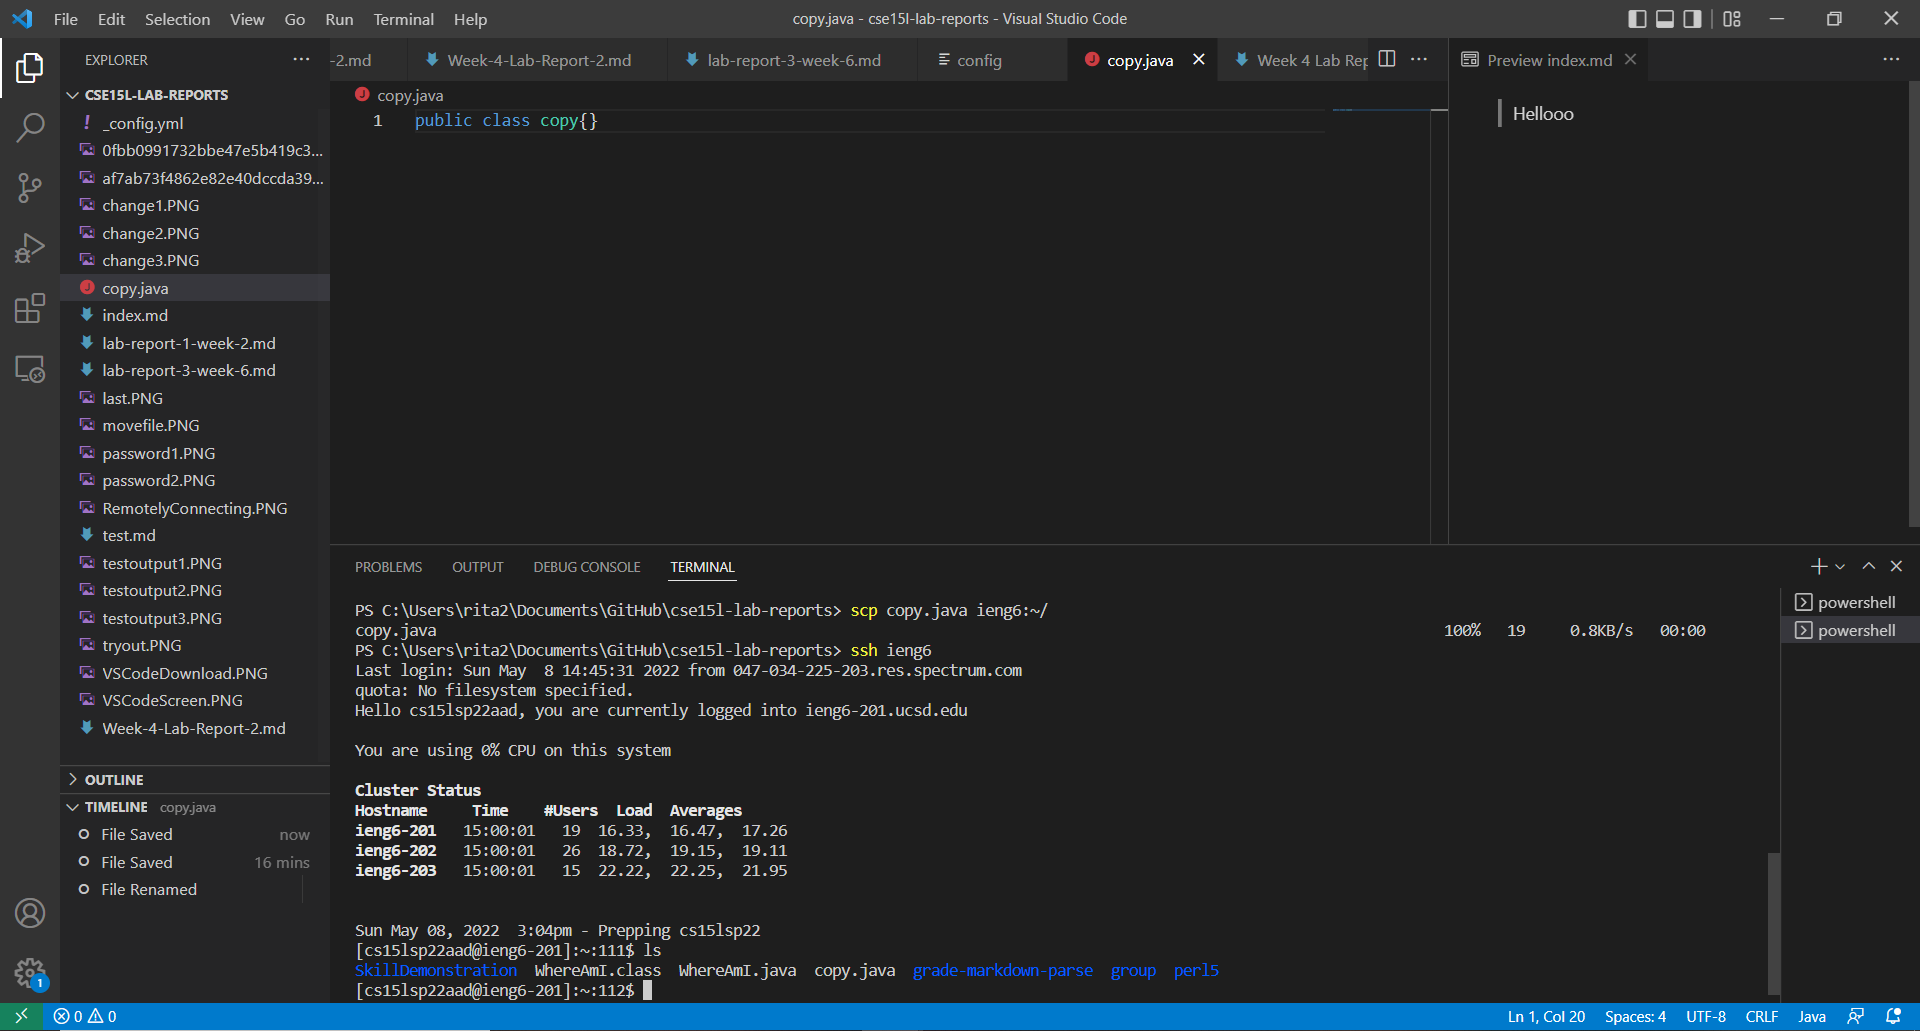 File Edit Selection View Go Run Terminal Help
copy.java - cse15l-lab-reports - Visual Studio Code
EXPLORER
CSE15L-LAB-REPORTS
! _config.yml
0fbb0991732bbe47e5b419c3...
af7ab73f4862e82e40dccda39...
change1.PNG
change2.PNG
change3.PNG
copy.java
index.md
lab-report-1-week-2.md
lab-report-3-week-6.md
last.PNG
movefile.PNG
password1.PNG
password2.PNG
RemotelyConnecting.PNG
test.md
testoutput1.PNG
testoutput2.PNG
testoutput3.PNG
tryout.PNG
VSCodeDownload.PNG
VSCodeScreen.PNG
Week-4-Lab-Report-2.md
OUTLINE
TIMELINE copy.java
File Saved now
File Saved 16 mins
File Renamed
1
-2.md Week-4-Lab-Report-2.md lab-report-3-week-6.md config J copy.java Week 4 Lab Rep
J copy.java
1 public class copy{}
Preview index.md
Hellooo
PROBLEMS OUTPUT DEBUG CONSOLE TERMINAL
PS C:\Users\rita2\Documents\GitHub\cse15l-lab-reports> scp copy.java ieng6:~/
copy.java 100% 19 0.8KB/s 00:00
PS C:\Users\rita2\Documents\GitHub\cse15l-lab-reports> ssh ieng6
Last login: Sun May  8 14:45:31 2022 from 047-034-225-203.res.spectrum.com
quota: No filesystem specified.
Hello cs15lsp22aad, you are currently logged into ieng6-201.ucsd.edu
You are using 0% CPU on this system
Cluster Status
Hostname Time #Users Load Averages
ieng6-201 15:00:01 19 16.33, 16.47, 17.26
ieng6-202 15:00:01 26 18.72, 19.15, 19.11
ieng6-203 15:00:01 15 22.22, 22.25, 21.95
Sun May 08, 2022  3:04pm - Prepping cs15lsp22
[cs15lsp22aad@ieng6-201]:~:111$ ls
SkillDemonstration WhereAmI.class WhereAmI.java copy.java grade-markdown-parse group perl5
[cs15lsp22aad@ieng6-201]:~:112$
powershell
powershell
0 0
Ln 1, Col 20 Spaces: 4 UTF-8 CRLF Java